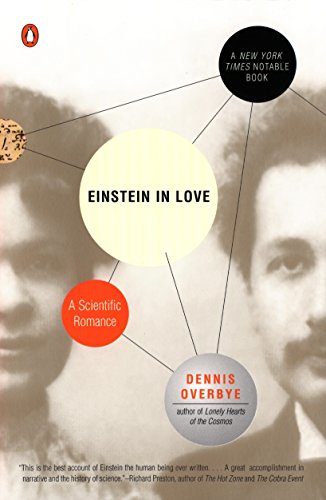 A NEW YORK
TIMES NOTABLE
BOOK
EINSTEIN IN LOVE
A Scientific
Romance
DENNIS
OVERBYE
author of Lonely Hearts
of the Cosmos
"This is the best account of Einstein the human being ever written. . . . A great accomplishment in
narrative and the history of science."–Richard Preston, author of The Hot Zone and The Cobra Event